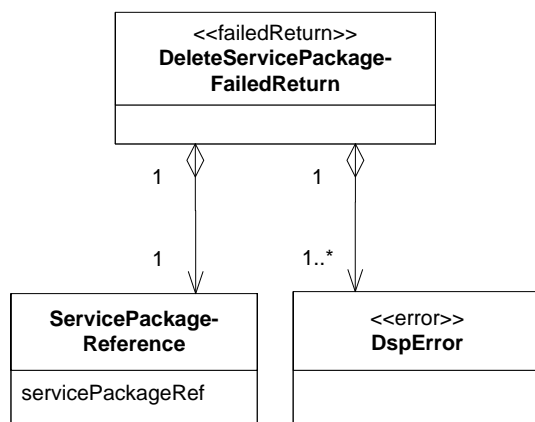 <<failedReturn>>
DeleteServicePackage-
FailedReturn
1
1
1
1..*
ServicePackage-
Reference
servicePackageRef
<<error>>
DspError